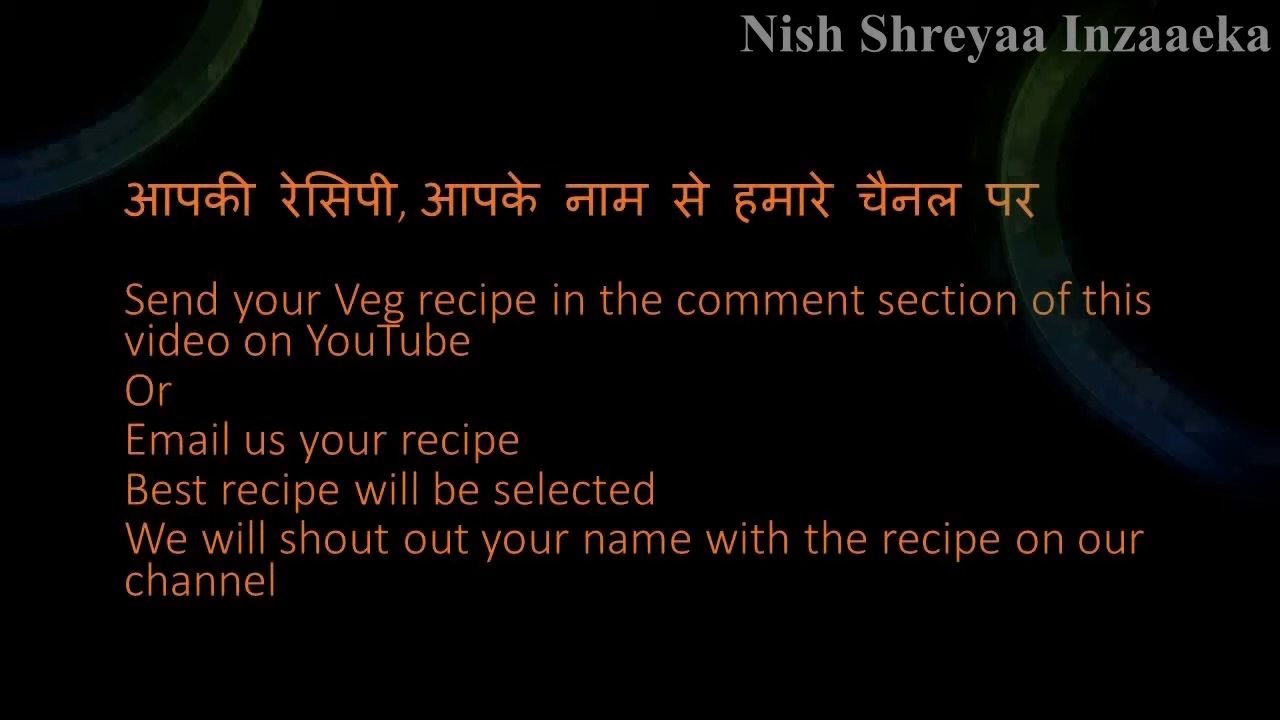 Nish Shreyaa Inzaaeka
आपकी रेसिपी, आपके नाम से हमारे चैनल पर
Send your Veg recipe in the comment section of this
video on YouTube
Or
Email us your recipe
Best recipe will be selected
We will shout out your name with the recipe on our
channel